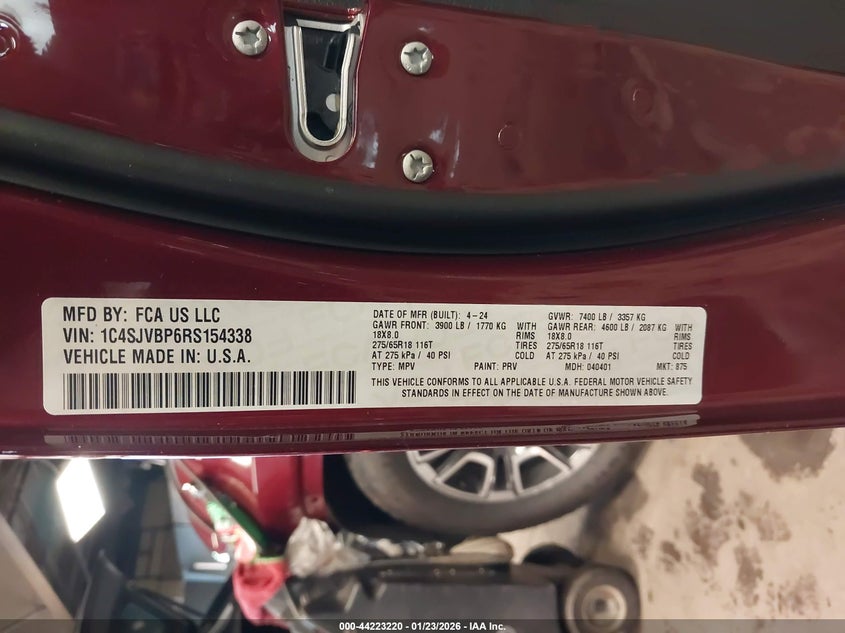 MFD BY: FCA US LLC
VIN: 1C4SJVBP6RS154338
VEHICLE MADE IN: U.S.A.
DATE OF MFR (BUILT): 4-24 GVWR: 7400 LB / 3357 KG
GAWR FRONT: 3900 LB / 1770 KG WITH GAWR REAR: 4600 LB / 2087 KG WITH
18X8.0 RIMS 18X8.0 RIMS
275/65R18 116T TIRES 275/65R18 116T TIRES
AT 275 kPa / 40 PSI COLD AT 275 kPa / 40 PSI COLD
TYPE: MPV PAINT: PRV MDH: 040401 MKT: 875
THIS VEHICLE CONFORMS TO ALL APPLICABLE U.S.A. FEDERAL MOTOR VEHICLE SAFETY
STANDARDS IN EFFECT ON THE DATE OF MANUFACTURE SHOWN ABOVE.
000-44223220 - 01/23/2026 - IAA Inc.